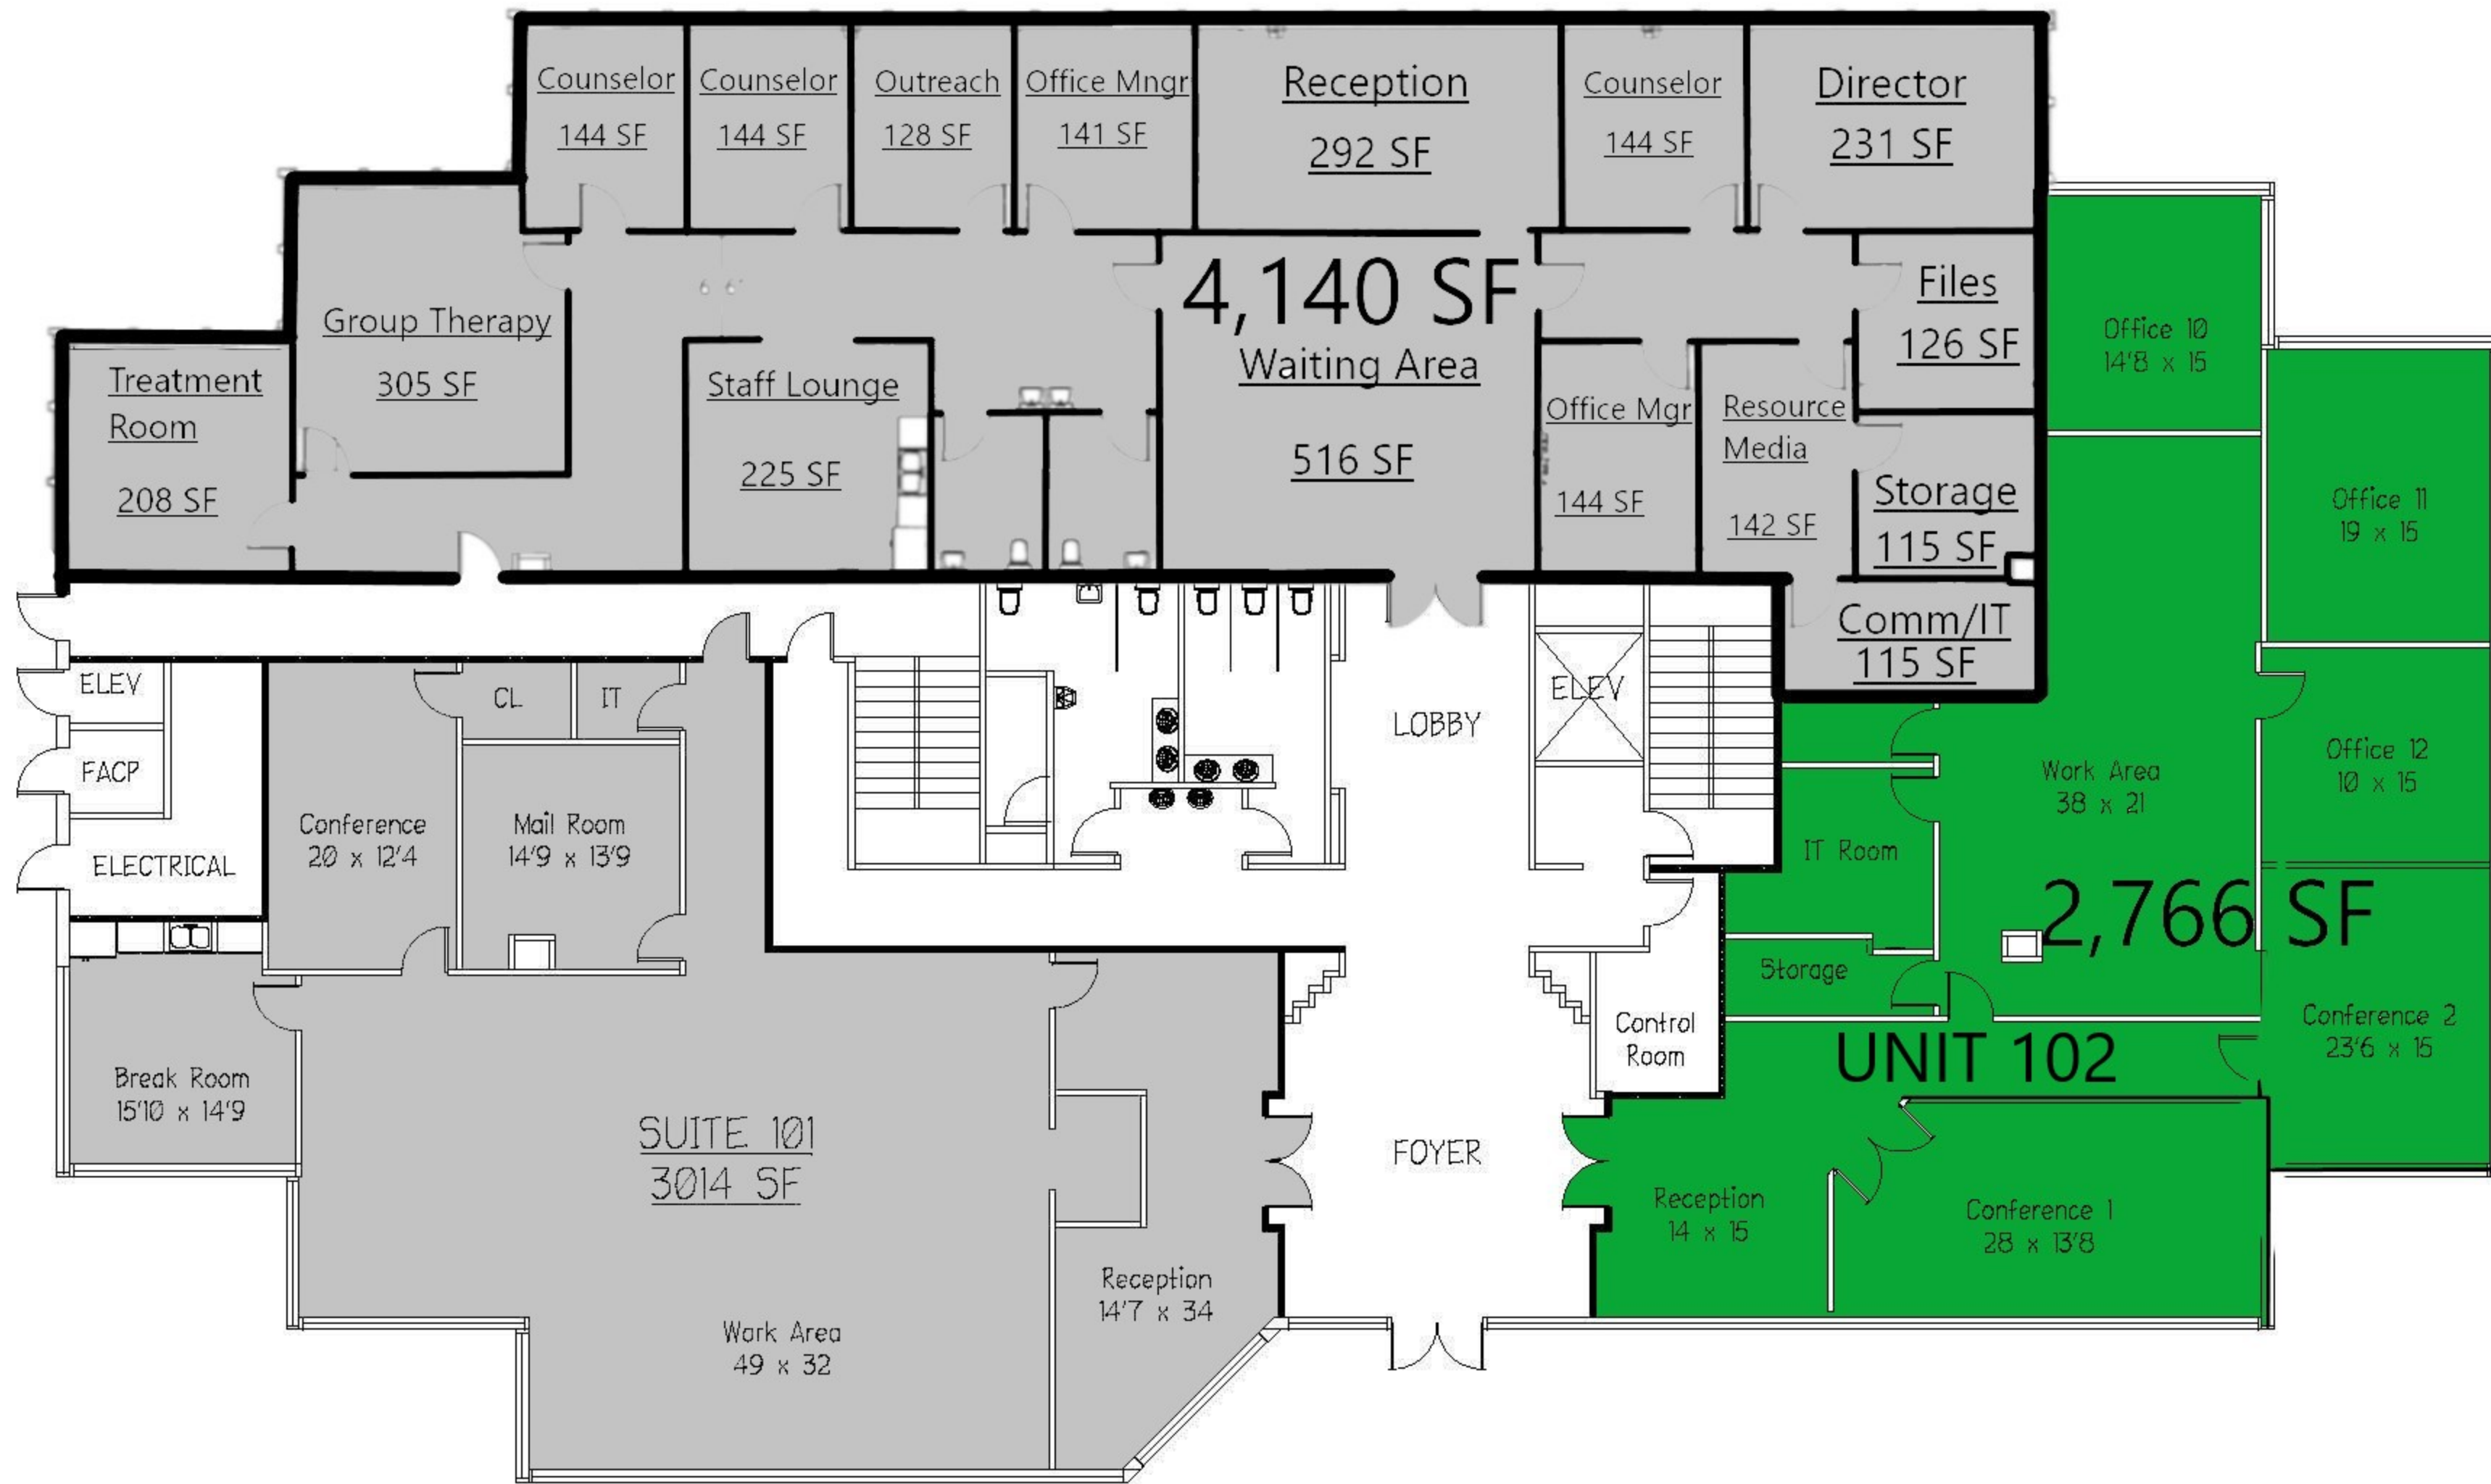 Counselor
144 SF
Counselor
144 SF
Outreach
128 SF
Office Mngr
141 SF
Reception
292 SF
Counselor
144 SF
Director
231 SF
Group Therapy
305 SF
Treatment
Room
208 SF
Staff Lounge
225 SF
4,140 SF
Waiting Area
516 SF
Office Mgr
144 SF
Resource
Media
142 SF
Files
126 SF
Storage
115 SF
Comm/IT
115 SF
Office 10
14'8 x 15
Office 11
19 x 15
Office 12
10 x 15
Work Area
38 x 21
IT Room
2,766 SF
Storage
Conference 2
23'6 x 15
UNIT 102
Reception
14 x 15
Conference 1
28 x 13'8
ELEV
FACP
ELECTRICAL
CL
IT
Conference
20 x 12'4
Mail Room
14'9 x 13'9
LOBBY
ELEV
Control
Room
Break Room
15'10 x 14'9
SUITE 101
3014 SF
FOYER
Reception
14'7 x 34
Work Area
49 x 32